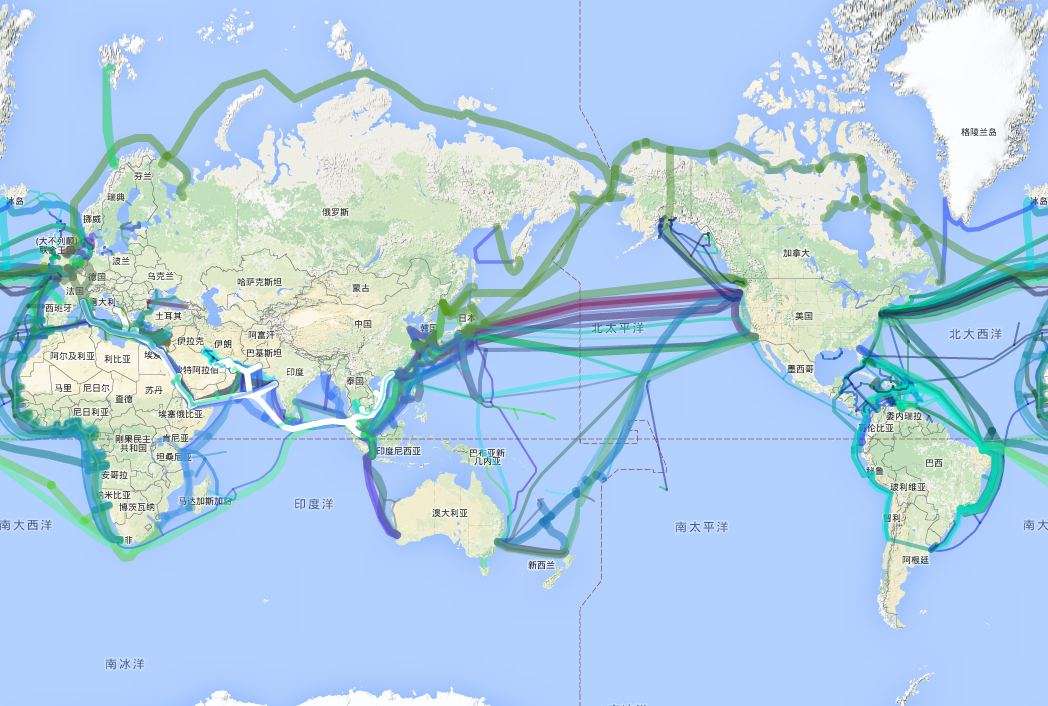 格陵兰岛
冰岛
冰岛
芬兰
瑞典
挪威
俄罗斯
(大不列颠)
加拿大
波兰
德国
乌克兰
哈萨克斯坦
蒙古
法国
西班牙
土耳其
美国
日本
韩国
中国
北太平洋
北大西洋
阿富汗
伊拉克
伊朗
巴基斯坦
阿尔及利亚
利比亚
沙特阿拉伯
墨西哥
印度
泰国
马里
尼日尔
苏丹
乍德
尼日利亚
埃塞俄比亚
委内瑞拉
哥伦比亚
刚果民主
共和国
肯尼亚
坦桑尼亚
印度尼西亚
巴布亚新
几内亚
巴西
秘鲁
安哥拉
玻利维亚
纳米比亚
博茨瓦纳
马达加斯加
印度洋
澳大利亚
智利
南大西洋
南太平洋
南大
阿根廷
新西兰
南冰洋